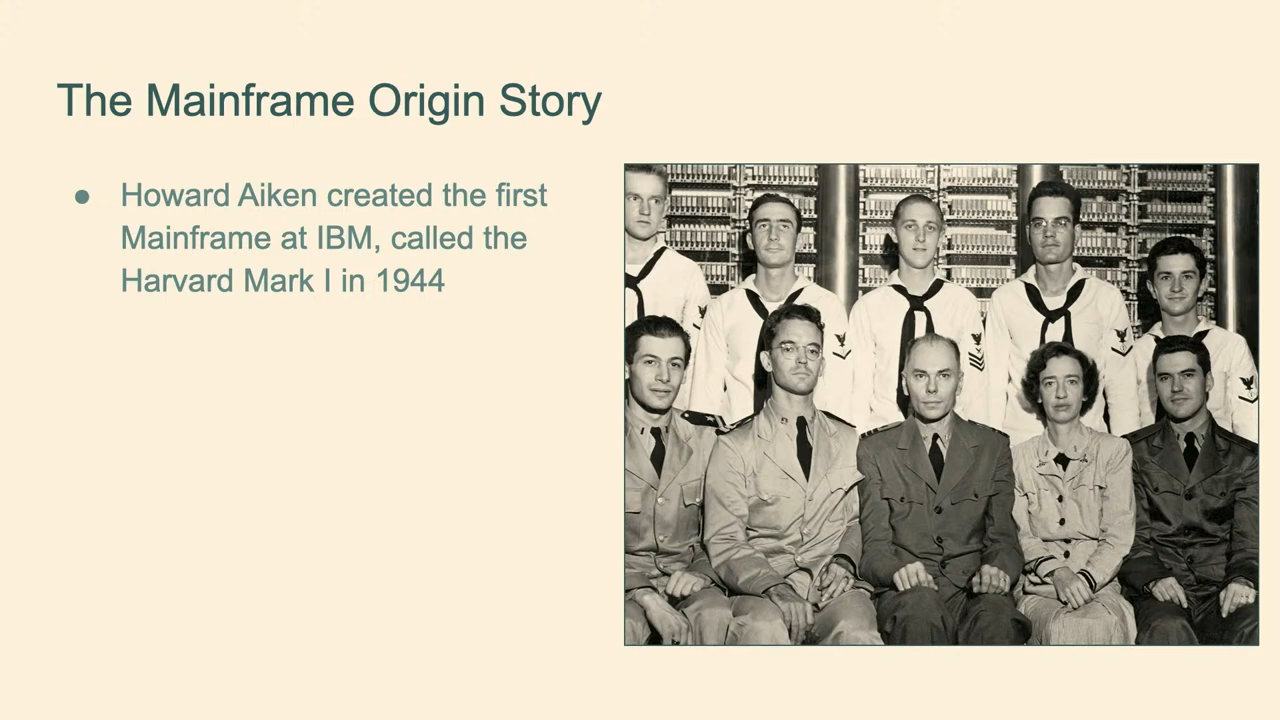 The Mainframe Origin Story
● Howard Aiken created the first
Mainframe at IBM, called the
Harvard Mark I in 1944